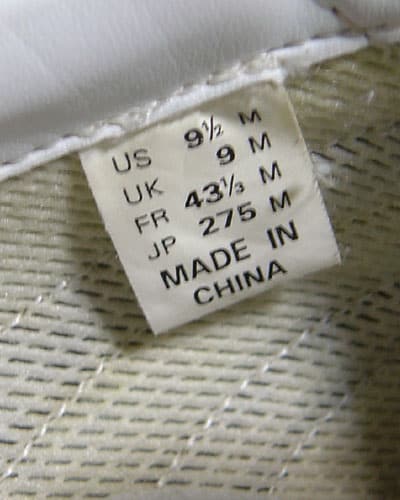 US 9½ M
UK 9 M
FR 43⅓ M
JP 275 M
MADE IN
CHINA